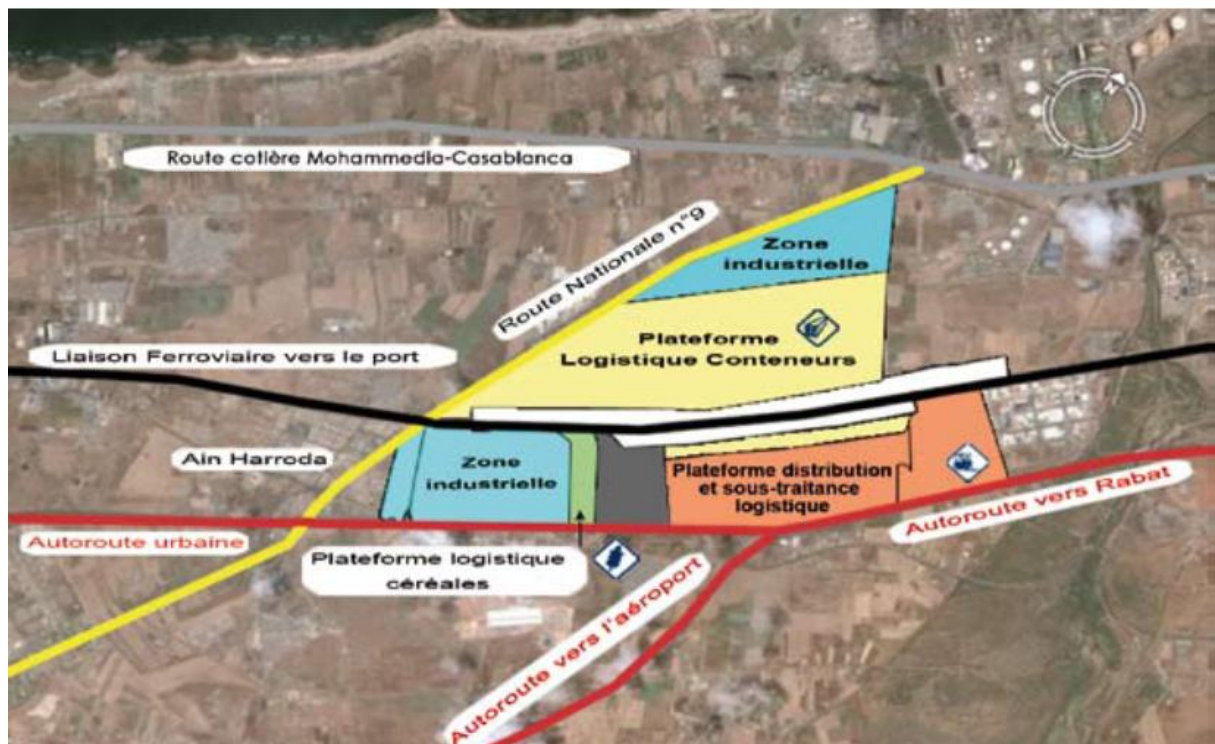 N
Route cotière Mohammedia-Casablanca
Zone
industrielle
Route Nationale n°9
Plateforme
Logistique Conteneurs
Liaison Ferroviaire vers le port
Ain Harroda
Zone
industrielle
Plateforme distribution
et sous-traitance
logistique
Autoroute vers Rabat
Autoroute urbaine
Plateforme logistique
céréales
Autoroute vers l'aéroport